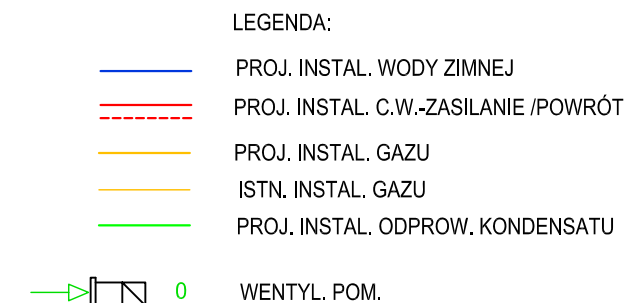 LEGENDA:
PROJ. INSTAL. WODY ZIMNEJ
PROJ. INSTAL. C.W.-ZASILANIE /POWRÓT
PROJ. INSTAL. GAZU
ISTN. INSTAL. GAZU
PROJ. INSTAL. ODPROW. KONDENSATU
0 WENTYL. POM.